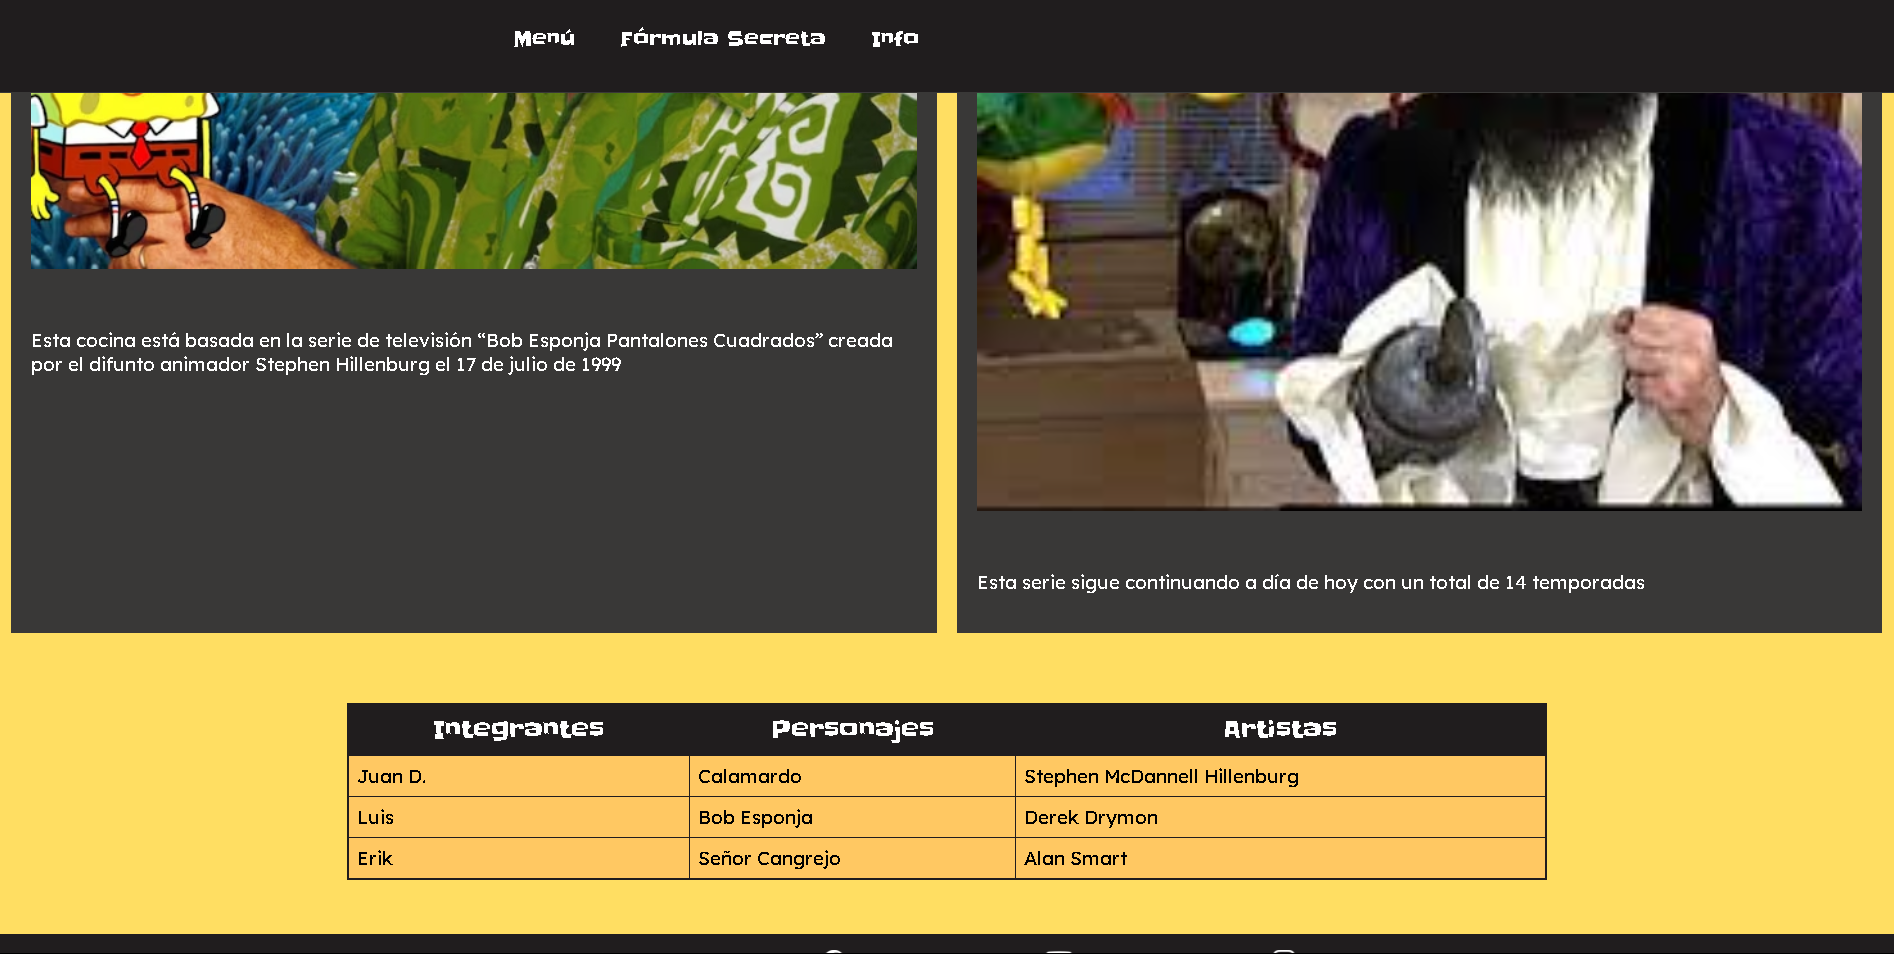 Menú Fórmula Secreta Info
Esta cocina está basada en la serie de televisión “Bob Esponja Pantalones Cuadrados” creada
por el difunto animador Stephen Hillenburg el 17 de julio de 1999
Esta serie sigue continuando a día de hoy con un total de 14 temporadas
Integrantes Personajes Artistas
Juan D. Calamardo Stephen McDannell Hillenburg
Luis Bob Esponja Derek Drymon
Erik Señor Cangrejo Alan Smart